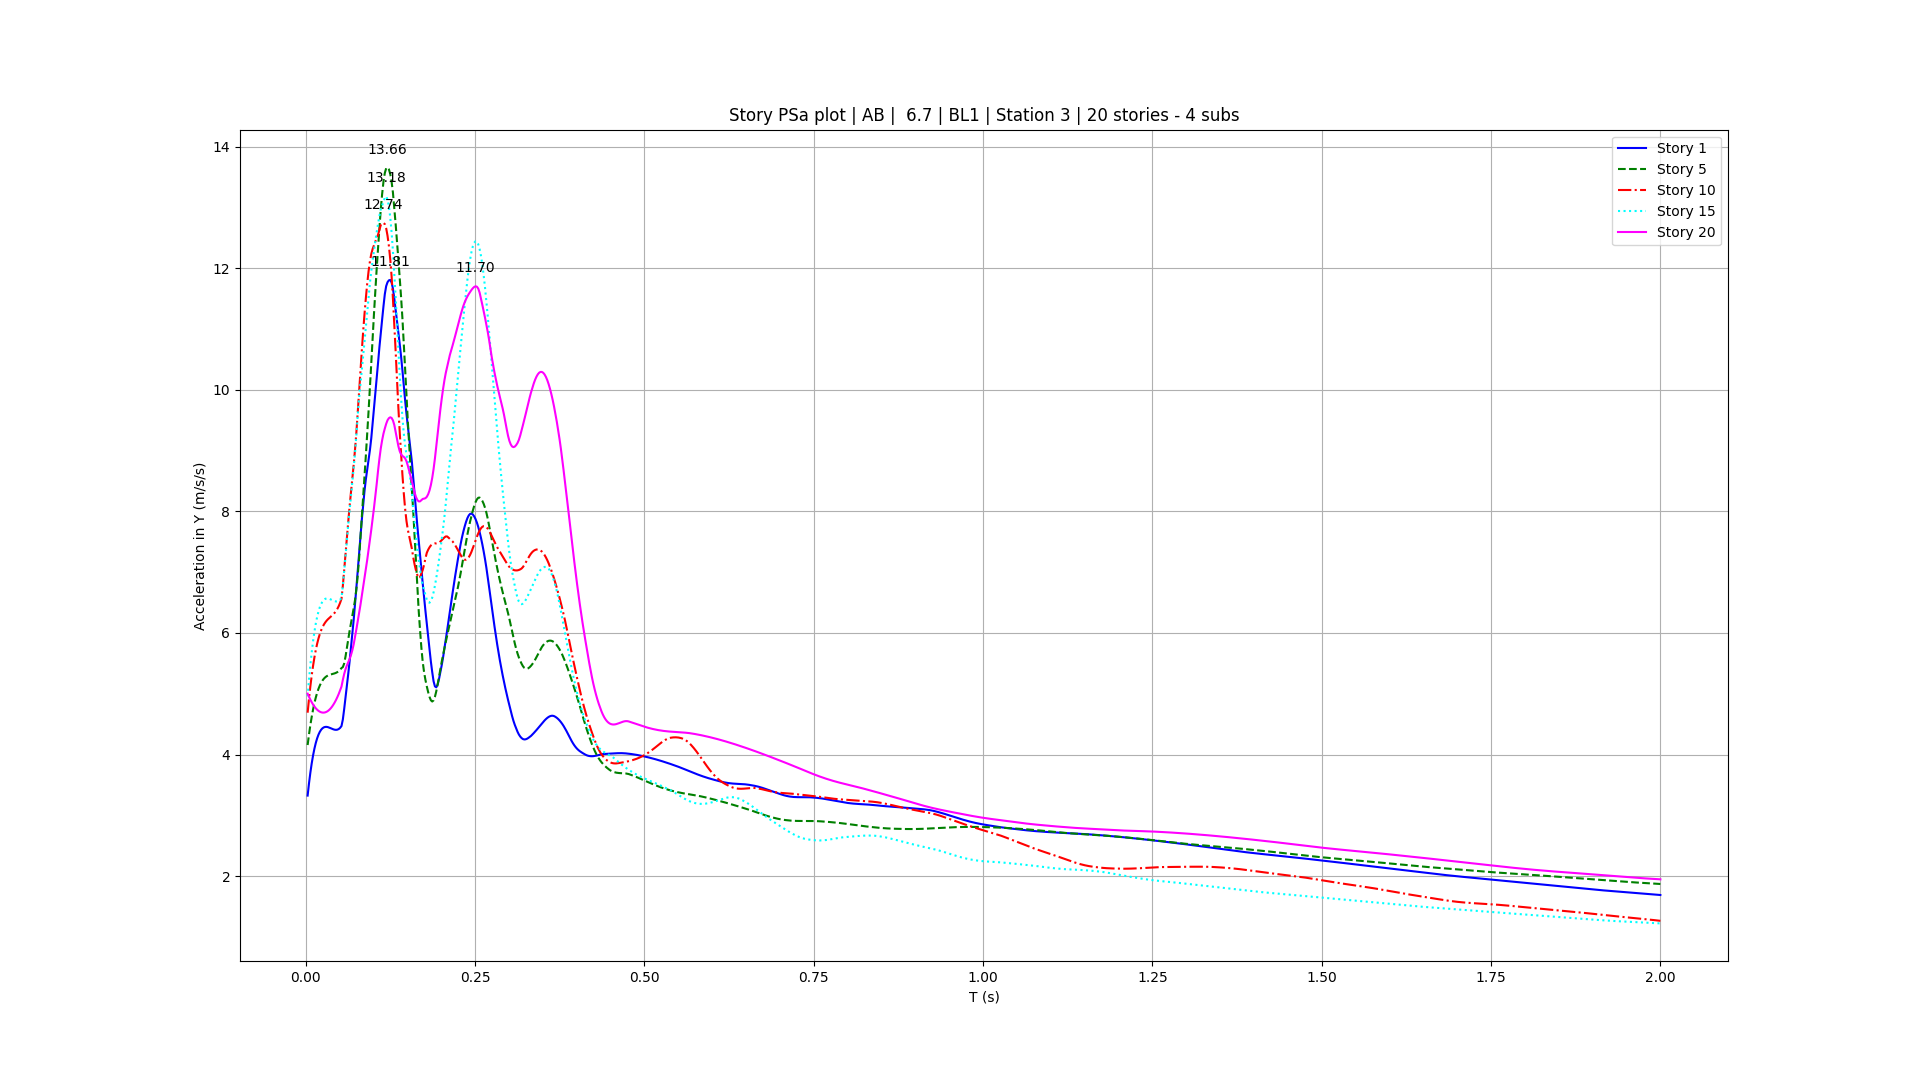 Story PSa plot | AB |  6.7 | BL1 | Station 3 | 20 stories - 4 subs
14
12
10
8
6
4
2
Acceleration in Y (m/s/s)
13.66
13.18
12.74
11.81
11.70
Story 1
Story 5
Story 10
Story 15
Story 20
0.00
0.25
0.50
0.75
1.00
1.25
1.50
1.75
2.00
T (s)